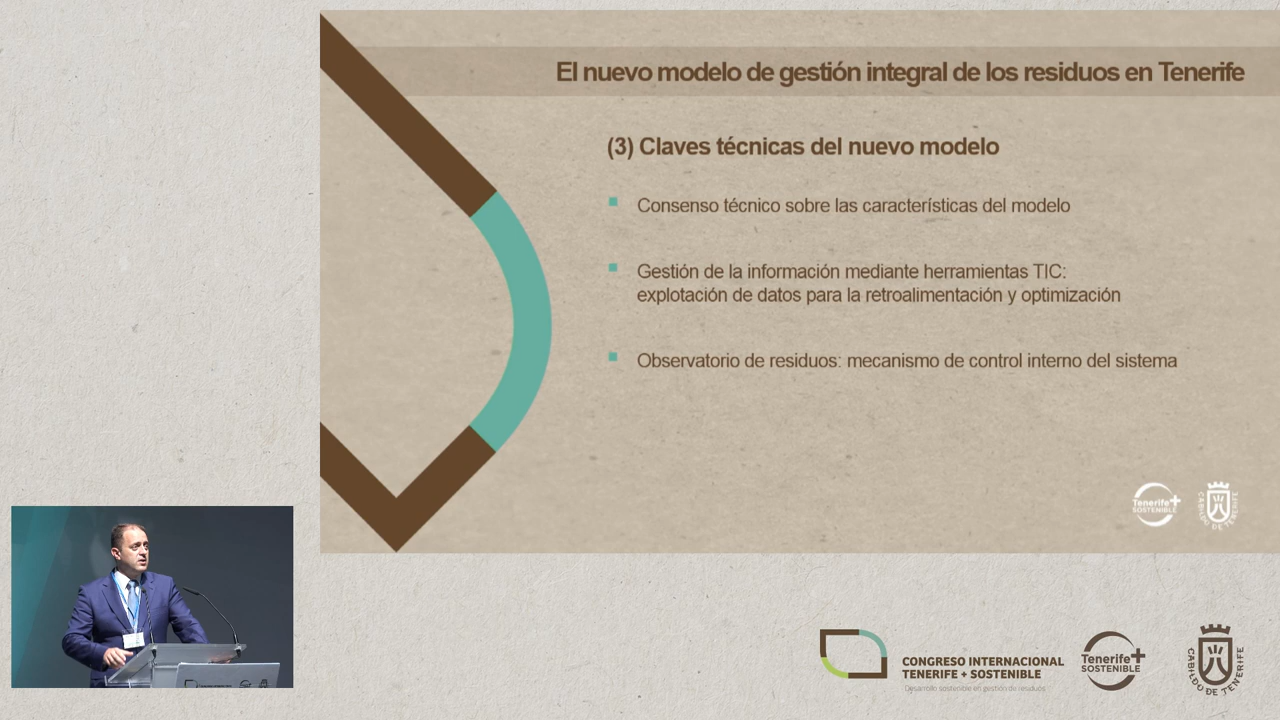 El nuevo modelo de gestión integral de los residuos en Tenerife
(3) Claves técnicas del nuevo modelo
Consenso técnico sobre las características del modelo
Gestión de la información mediante herramientas TIC:
explotación de datos para la retroalimentación y optimización
Observatorio de residuos: mecanismo de control interno del sistema
Tenerife+
SOSTENIBLE
CABILDO DE TENERIFE
CONGRESO INTERNACIONAL
TENERIFE + SOSTENIBLE
Desarrollo sostenible en gestión de residuos
Tenerife+
SOSTENIBLE
CABILDO DE TENERIFE